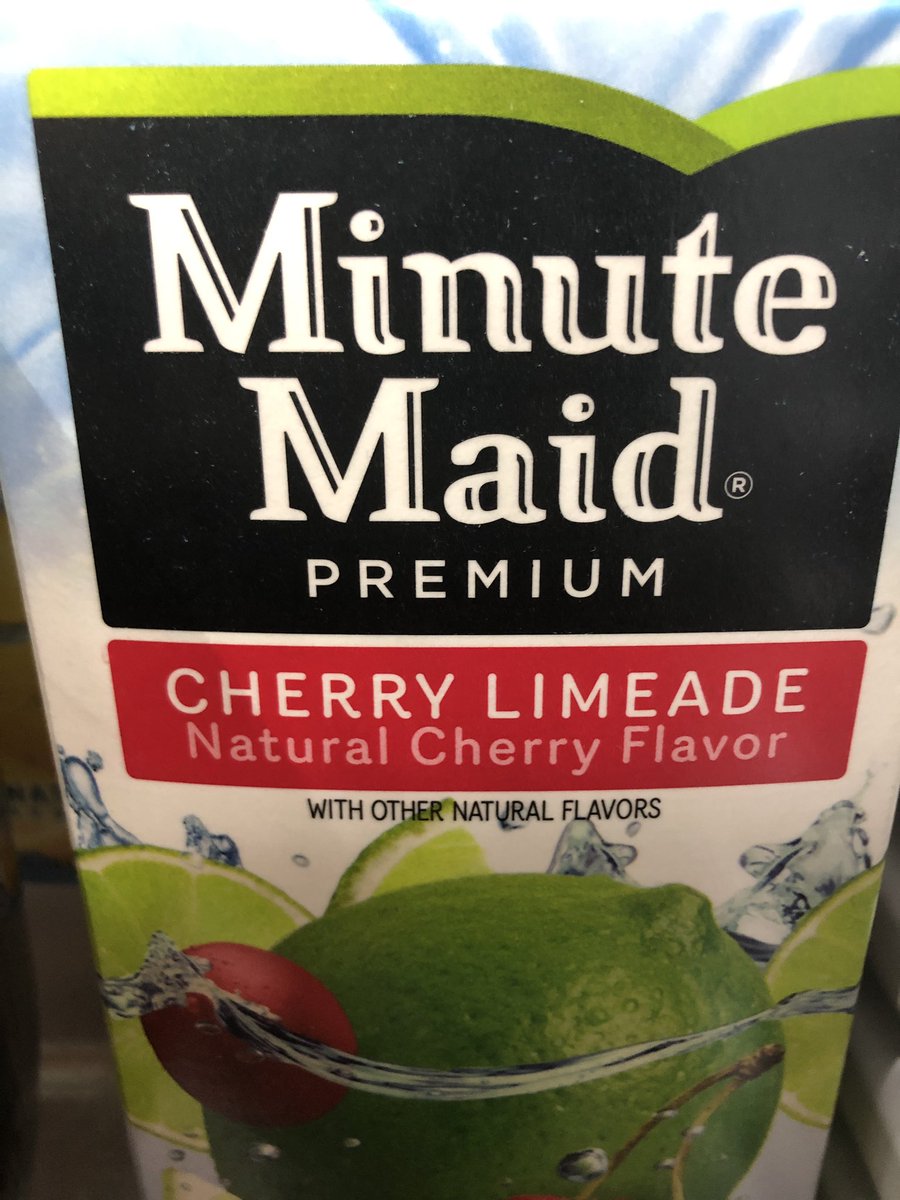 Minute
Maid®
PREMIUM
CHERRY LIMEADE
Natural Cherry Flavor
WITH OTHER NATURAL FLAVORS